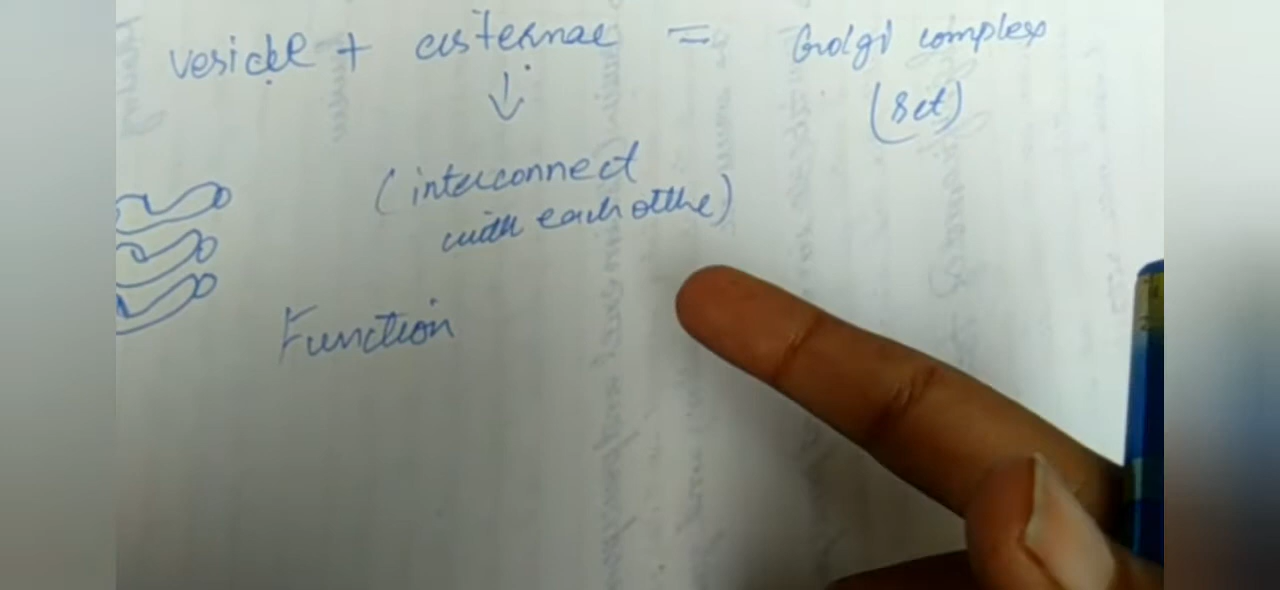 vesicle + cisternae = Golgi complex
(set)
(interconnect
with each othe)
Function